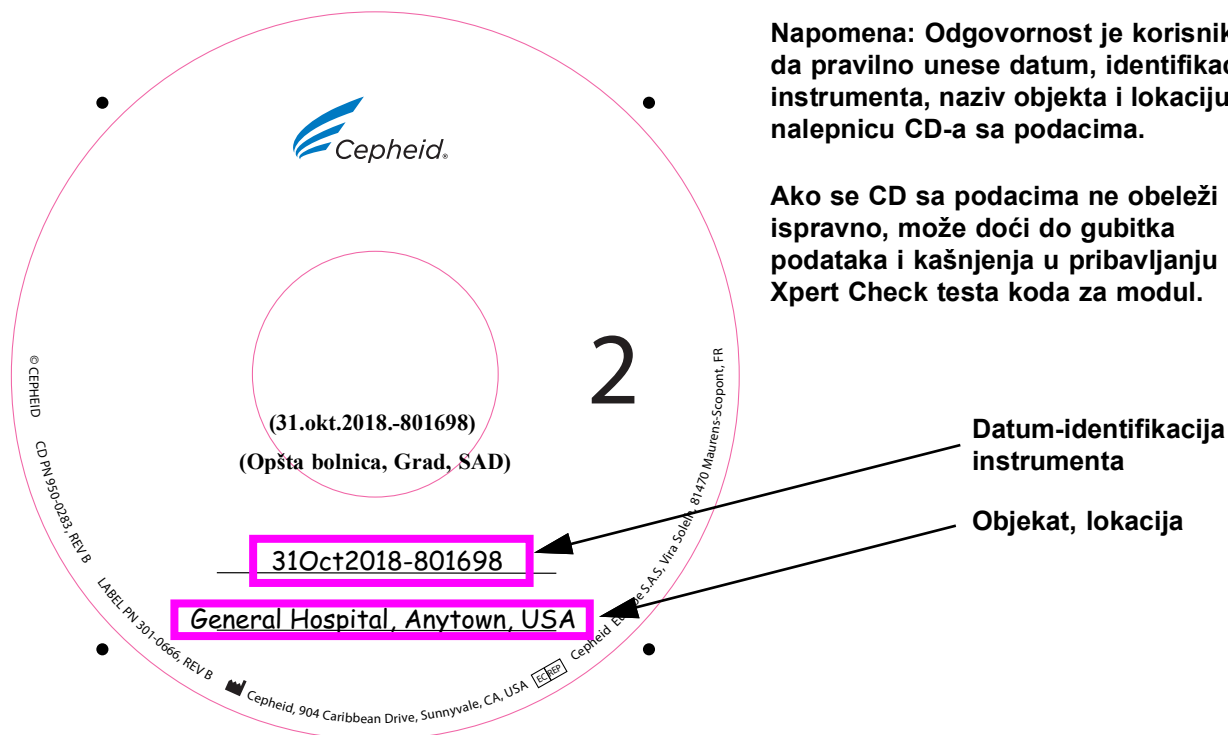 Napomena: Odgovornost je korisnik
da pravilno unese datum, identifikac
instrumenta, naziv objekta i lokaciju
nalepnicu CD-a sa podacima.
Ako se CD sa podacima ne obeleži
ispravno, može doći do gubitka
podataka i kašnjenja u pribavljanju
Xpert Check testa koda za modul.
Cepheid.
2
(31.okt.2018.-801698)
(Opšta bolnica, Grad, SAD)
Datum-identifikacija
instrumenta
Objekat, lokacija
31Oct2018-801698
General Hospital, Anytown, USA
© CEPHEID CD PN 950-0283, REV B LABEL PN 301-0666, REV B Cepheid, 904 Caribbean Drive, Sunnyvale, CA, USA EC REP Cepheid Europe S.A.S, Vira Solelh, 81470 Maurens-Scopont, FR